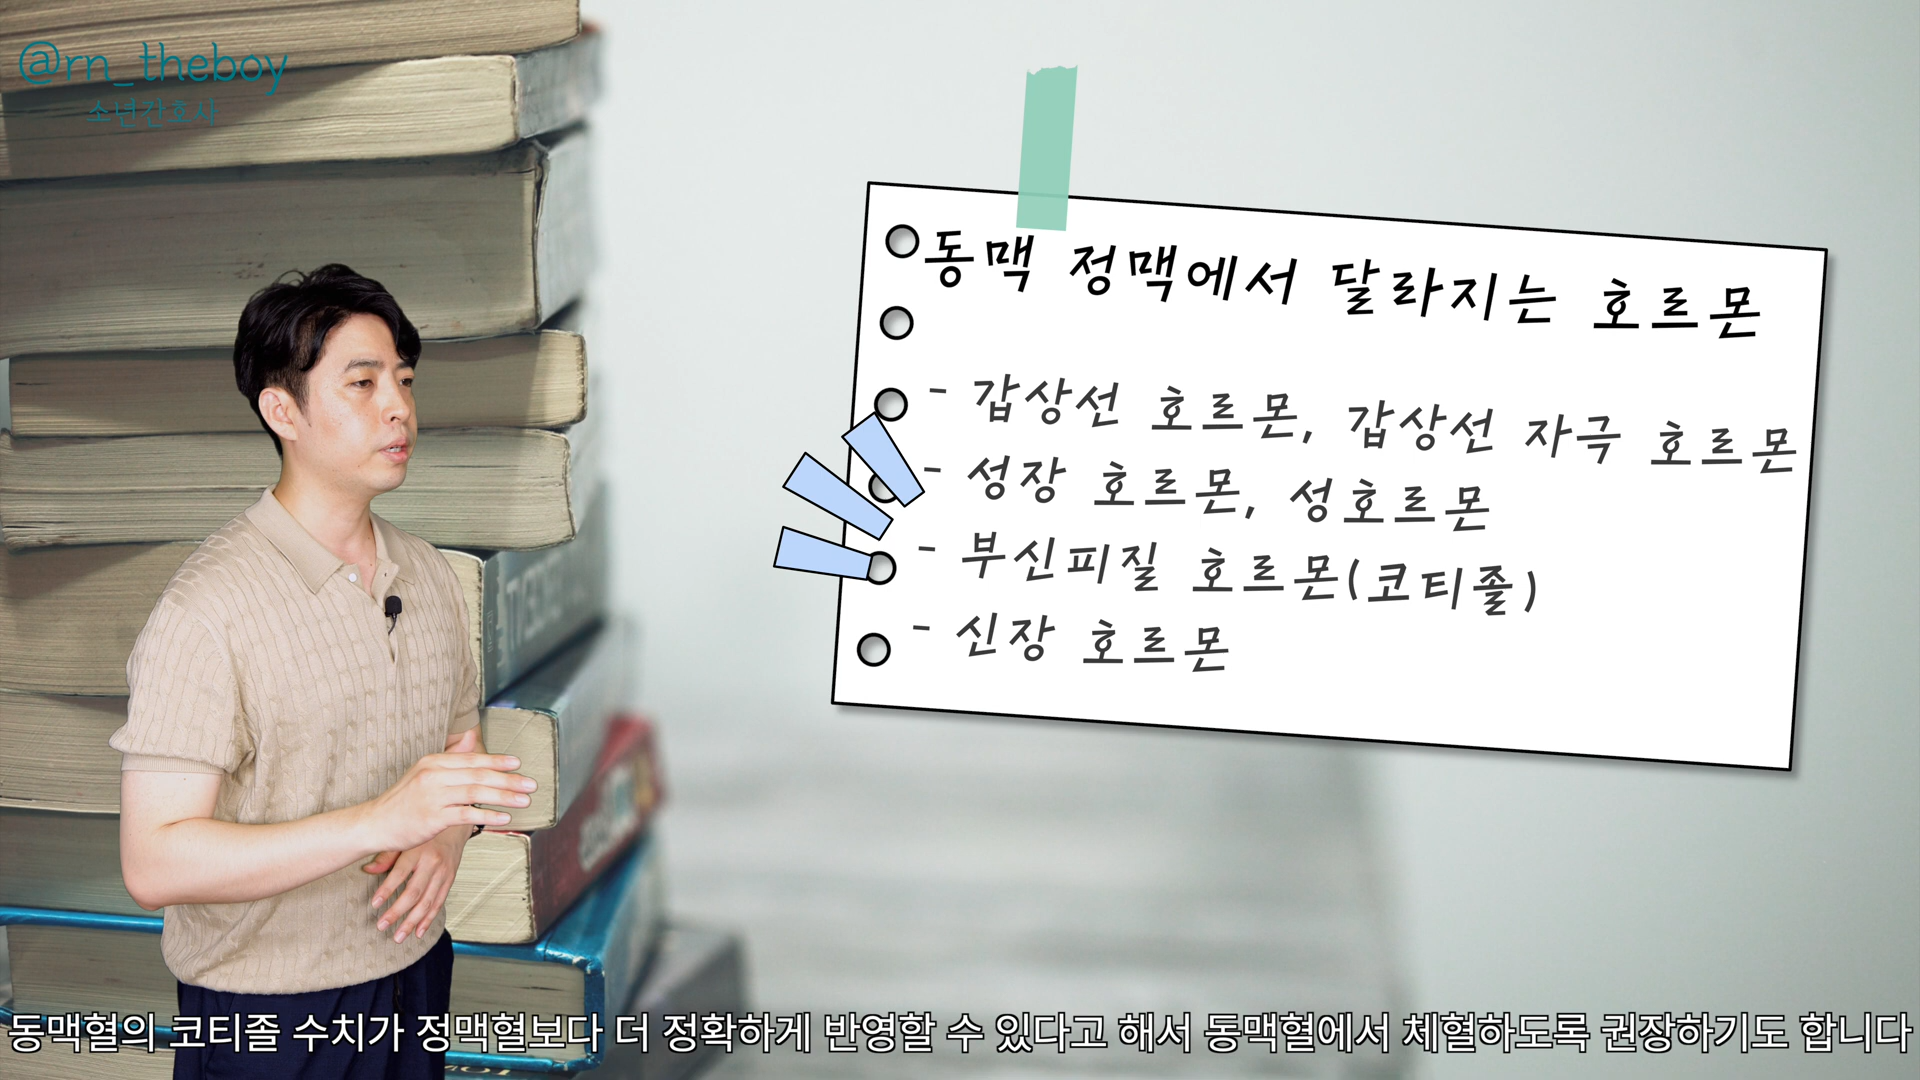 @rn_theboy
소년간호사
동맥 정맥에서 달라지는 호르몬
- 갑상선 호르몬, 갑상선 자극 호르몬
- 성장 호르몬, 성호르몬
- 부신피질 호르몬(코티졸)
- 신장 호르몬
동맥혈의 코티졸 수치가 정맥혈보다 더 정확하게 반영할 수 있다고 해서 동맥혈에서 체혈하도록 권장하기도 합니다